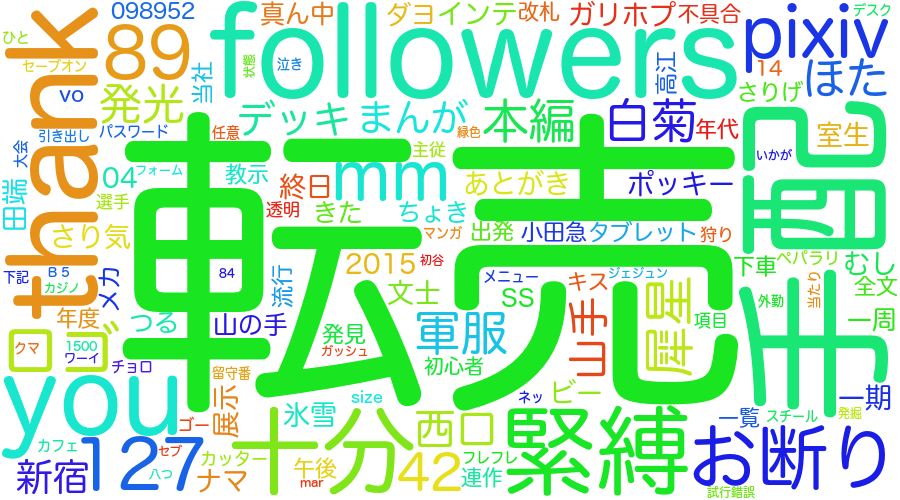 098952
真ん中
ダヨ
インテ
改札
ガリホプ
不具合
デスク
ひと
セーブオン
89
当社
状態
泣き
followers
高江
pixiv
14
ほた
さりげ
thank
vo
発光
引き出し
パスワード
大会
任意
デッキ
まんが
緑色
本編
白菊
年代
室生
いかが
手配
04
フォーム
教示
主従
mm
終日
透明
あとがき
ポッキー
田端
選手
きた
ちょき
さり気
マンガ
出発
小田急
タブレット
狩り
転売
下記
B5
カジノ
メカ
84
流行
2015
初谷
メニュー
ジェジュン
下車
ペパラリ
むし
文士
SS
キス
外勤
当たり
全文
年度
つる
山の手
発見
軍服
山手
犀星
項目
一周
ロゴ
クマ
1500
ワーイ
チョロ
ガッシュ
初心者
留守番
size
ネッ
ビー
一期
you
ゴー
展示
氷雪
西口
緊縛
一覧
スチール
発掘
お断り
カフェ
127
セブ
八つ
カッター
十分
午後
mar
42
フレフレ
連作
新宿
ナマ
試行錯誤